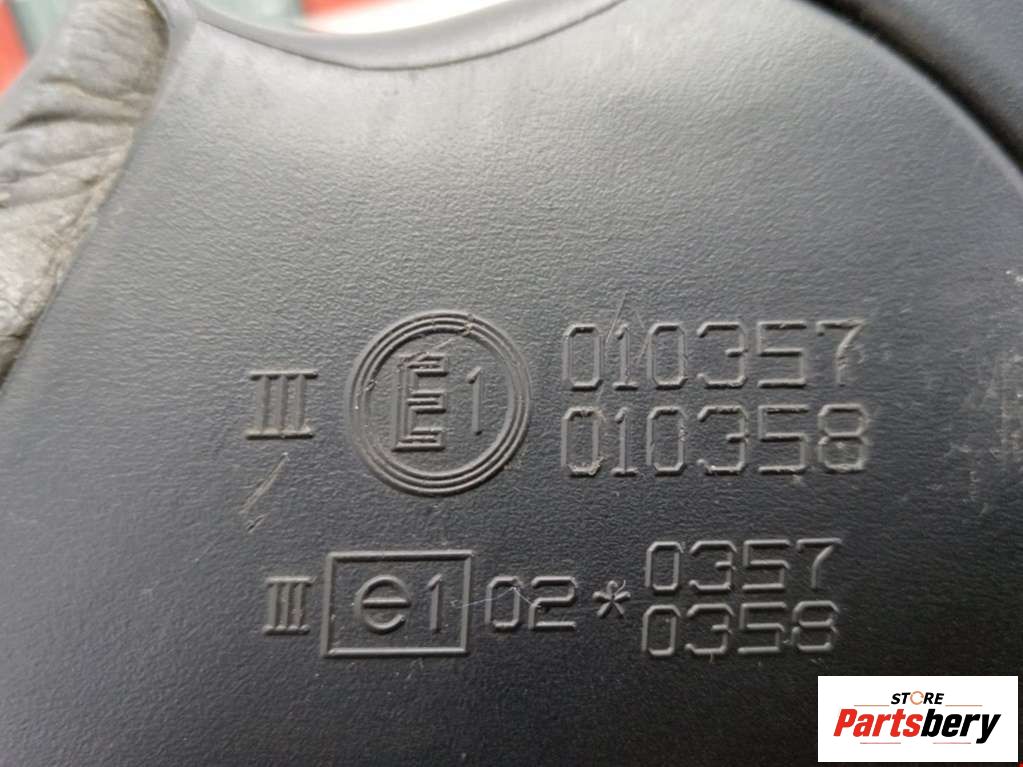 III E1 010357
010358
III e1 02*0357
0358
STORE
Partsbery